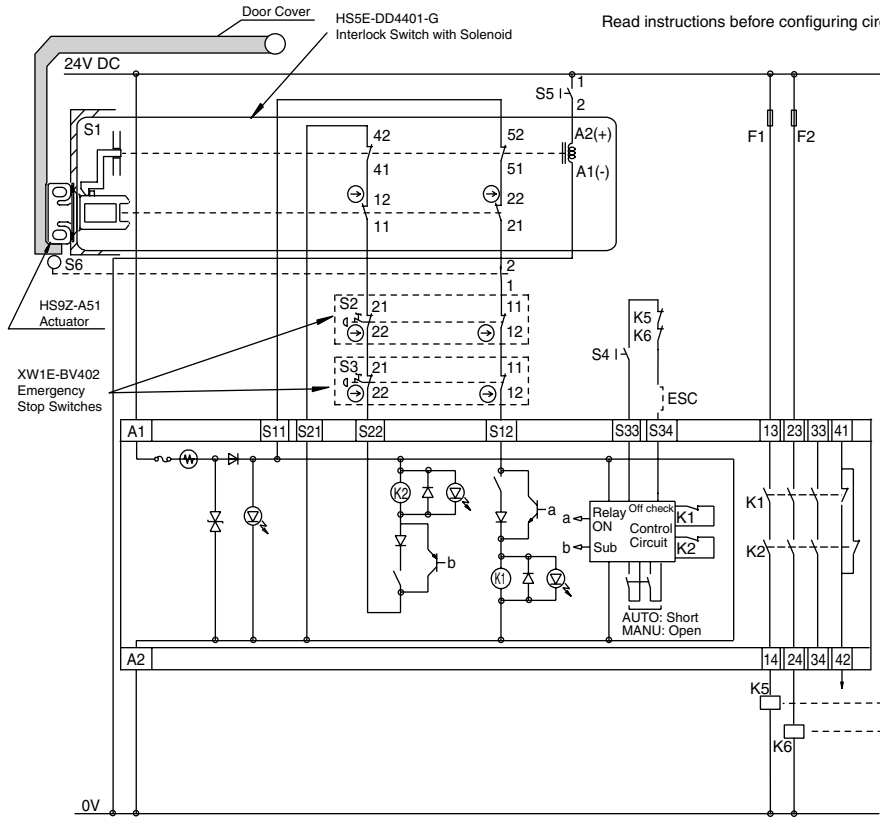 Door Cover
HS5E-DD4401-G
Interlock Switch with Solenoid
Read instructions before configuring cir
24V DC
S1
S5
1
2
F1
F2
42
52
A2(+)
41
51
A1(-)
12
22
11
21
S6
2
1
HS9Z-A51
Actuator
S2
21
11
22
12
K5
K6
S4
XW1E-BV402
Emergency
Stop Switches
S3
21
11
22
12
ESC
A1
S11
S21
S22
S12
S33
S34
13
23
33
41
K2
a
b
K1
a
Relay
ON
Off check
Control
Circuit
K1
b
Sub
K2
K1
K2
AUTO: Short
MANU: Open
A2
14
24
34
42
K5
K6
0V